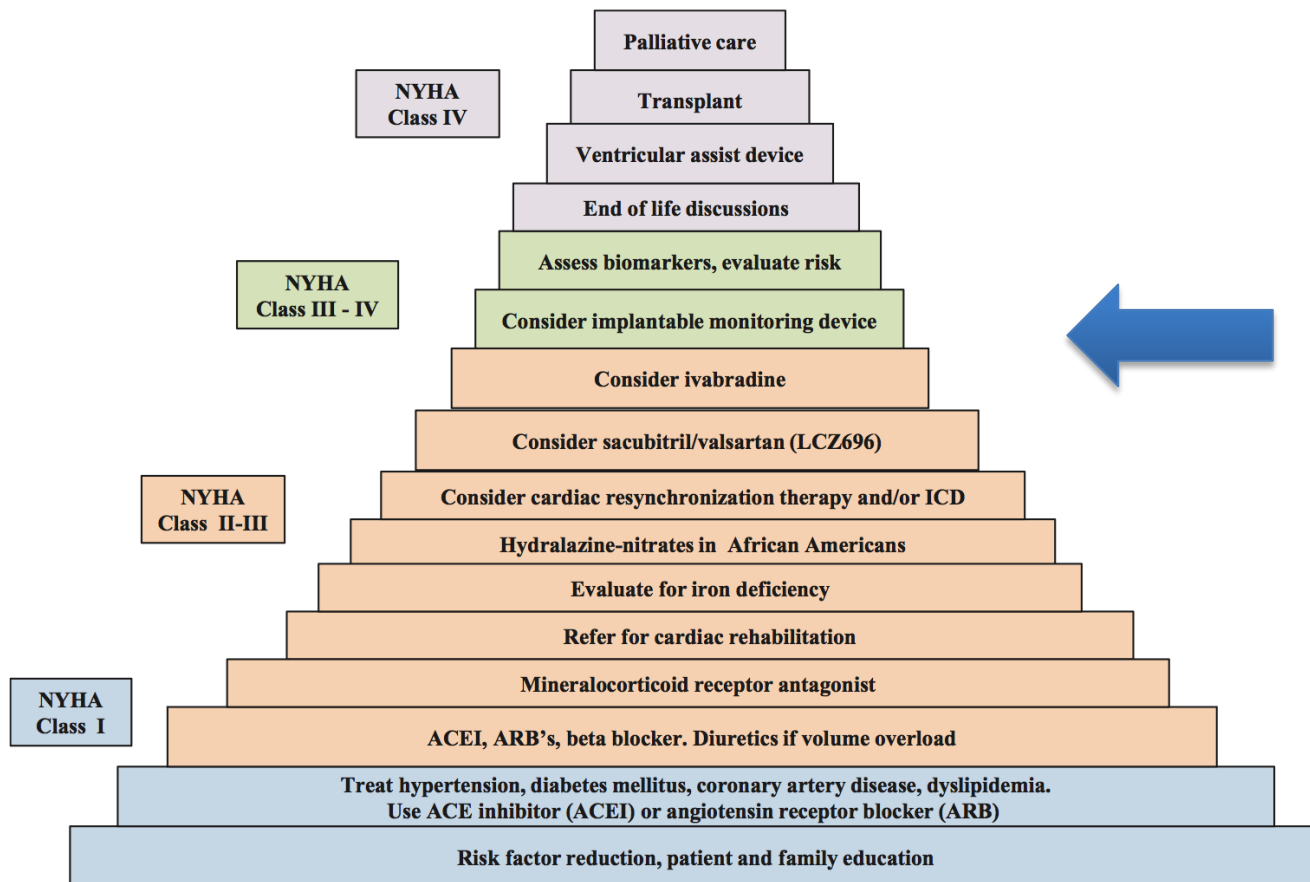 Palliative care
NYHA
Class IV
Transplant
Ventricular assist device
End of life discussions
Assess biomarkers, evaluate risk
NYHA
Class III - IV
Consider implantable monitoring device
Consider ivabradine
Consider sacubitril/valsartan (LCZ696)
Consider cardiac resynchronization therapy and/or ICD
NYHA
Class II-III
Hydralazine-nitrates in African Americans
Evaluate for iron deficiency
Refer for cardiac rehabilitation
Mineralocorticoid receptor antagonist
NYHA
Class I
ACEI, ARB's, beta blocker. Diuretics if volume overload
Treat hypertension, diabetes mellitus, coronary artery disease, dyslipidemia.
Use ACE inhibitor (ACEI) or angiotensin receptor blocker (ARB)
Risk factor reduction, patient and family education